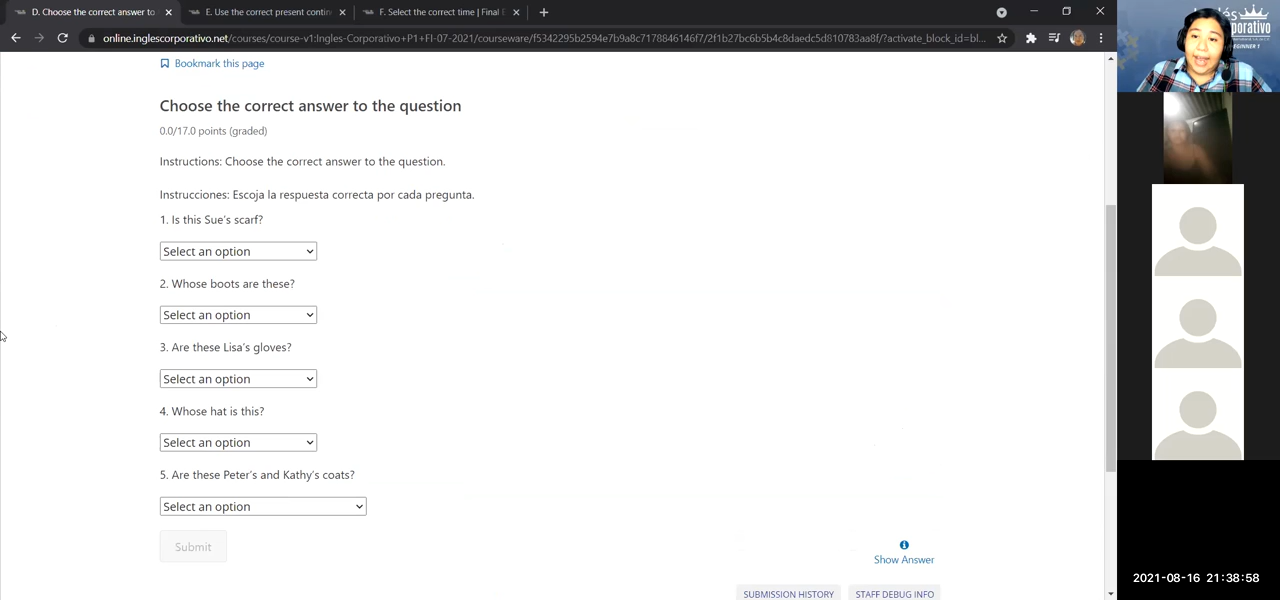 D. Choose the correct answer to
E. Use the correct present contin
F. Select the correct time | Final
online.inglescorporativo.net/courses/course-v1:Ingles-Corporativo+P1+FI-07-2021/courseware/f5342295b2594e7b9a8c7178846146f7/2f1b27bc6b5b4c8daedc5d810783aa8f/?activate_block_id=bl...
Bookmark this page
Choose the correct answer to the question
0.0/17.0 points (graded)
Instructions: Choose the correct answer to the question.
Instrucciones: Escoja la respuesta correcta por cada pregunta.
1. Is this Sue's scarf?
Select an option
2. Whose boots are these?
Select an option
3. Are these Lisa's gloves?
Select an option
4. Whose hat is this?
Select an option
5. Are these Peter's and Kathy's coats?
Select an option
Submit
Show Answer
SUBMISSION HISTORY
STAFF DEBUG INFO
2021-08-16 21:38:58